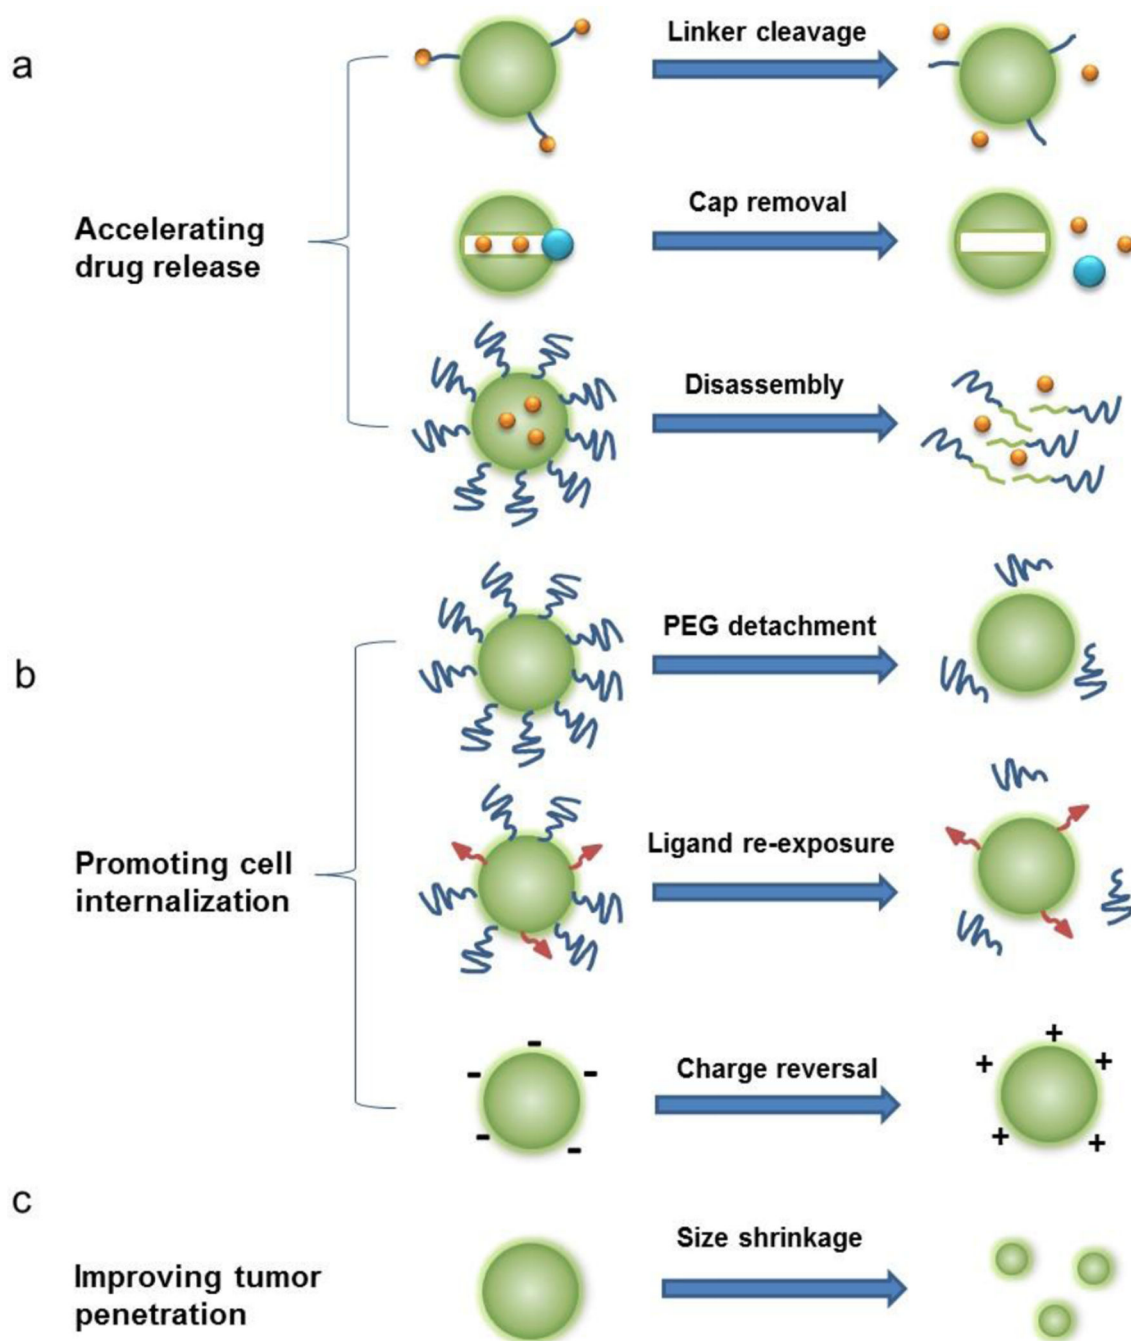 a
Linker cleavage
Cap removal
Accelerating
drug release
Disassembly
b
PEG detachment
Ligand re-exposure
Promoting cell
internalization
- - - - -
Charge reversal
+ + + + +
c
Size shrinkage
Improving tumor
penetration